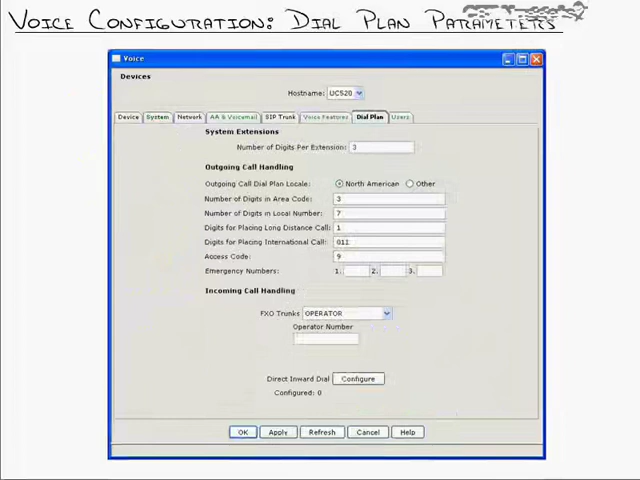 VOICE CONFIGURATION: DIAL PLAN PARAMETERS
Voice
Devices
Hostname: UC520
Device System Network AA & Voicemail SIP Trunk Voice Features Dial Plan Users
System Extensions
Number of Digits Per Extension: 3
Outgoing Call Handling
Outgoing Call Dial Plan Locale: North American Other
Number of Digits in Area Code: 3
Number of Digits in Local Number: 7
Digits for Placing Long Distance Call: 1
Digits for Placing International Call: 011
Access Code: 9
Emergency Numbers: 1. 2. 3.
Incoming Call Handling
FXO Trunks OPERATOR
Operator Number
Direct Inward Dial Configure
Configured: 0
OK Apply Refresh Cancel Help